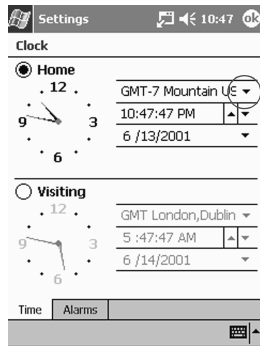 Settings 10:47 ok
Clock
Home
12
9 3
6
GMT-7 Mountain US
10:47:47 PM
6 /13/2001
Visiting
12
9 3
6
GMT London,Dublin
5 :47:47 AM
6 /14/2001
Time Alarms